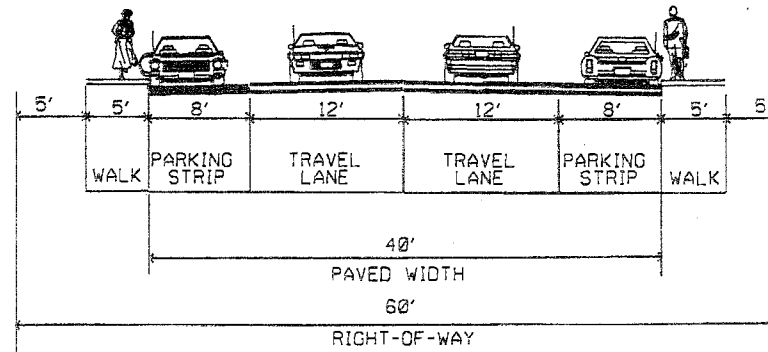 5' 5' 8' 12' 12' 8' 5' 5
WALK PARKING STRIP TRAVEL LANE TRAVEL LANE PARKING STRIP WALK
40'
PAVED WIDTH
60'
RIGHT-OF-WAY